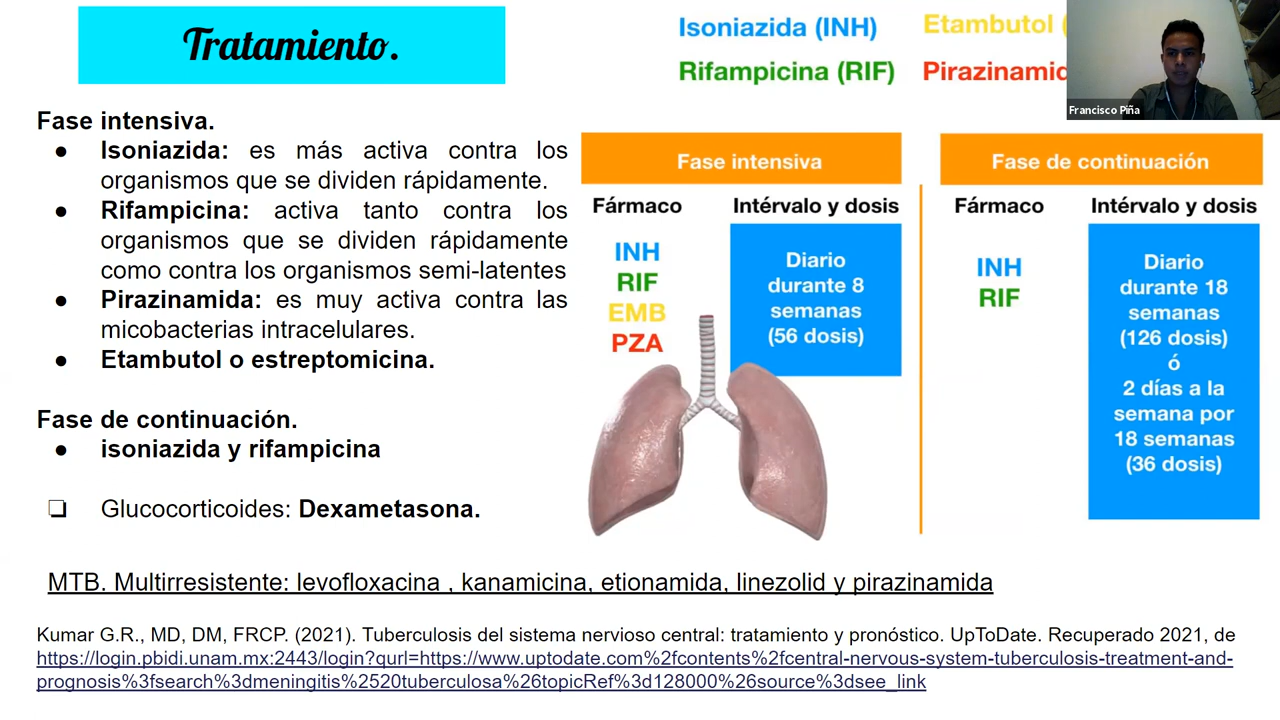 Tratamiento.
Isoniazida (INH)
Etambutol (
Rifampicina (RIF)
Pirazinamid
Francisco Piña
Fase intensiva.
● Isoniazida: es más activa contra los
organismos que se dividen rápidamente.
● Rifampicina: activa tanto contra los
organismos que se dividen rápidamente
como contra los organismos semi-latentes
● Pirazinamida: es muy activa contra las
micobacterias intracelulares.
● Etambutol o estreptomicina.
Fase de continuación.
● isoniazida y rifampicina
❏ Glucocorticoides: Dexametasona.
Fase intensiva
Fármaco
Intérvalo y dosis
INH
RIF
EMB
PZA
Diario
durante 8
semanas
(56 dosis)
Fase de continuación
Fármaco
Intérvalo y dosis
INH
RIF
Diario
durante 18
semanas
(126 dosis)
ó
2 días a la
semana por
18 semanas
(36 dosis)
MTB. Multirresistente: levofloxacina , kanamicina, etionamida, linezolid y pirazinamida
Kumar G.R., MD, DM, FRCP. (2021). Tuberculosis del sistema nervioso central: tratamiento y pronóstico. UpToDate. Recuperado 2021, de
https://login.pbidi.unam.mx:2443/login?qurl=https://www.uptodate.com%2fcontents%2fcentral-nervous-system-tuberculosis-treatment-and-
prognosis%3fsearch%3dmeningitis%2520tuberculosa%26topicRef%3d128000%26source%3dsee_link